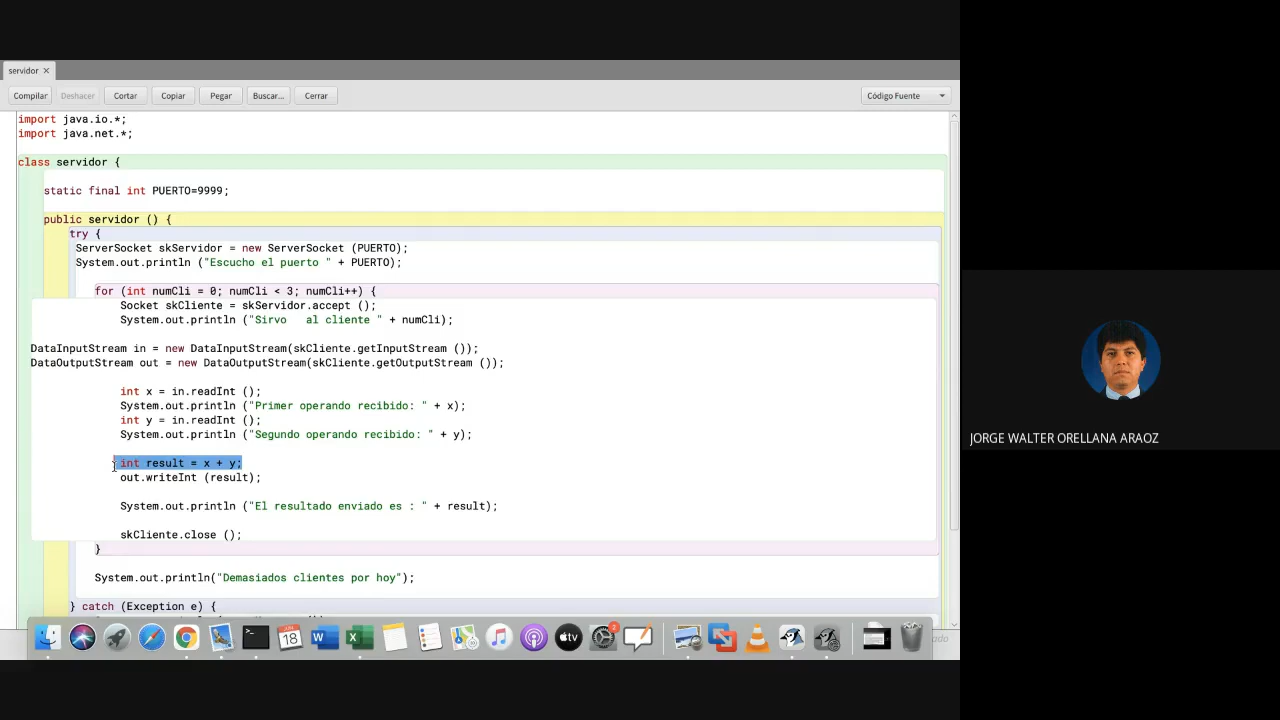 servidor
Compilar Deshacer Cortar Copiar Pegar Buscar... Cerrar Código Fuente
import java.io.*;
import java.net.*;
class servidor {
static final int PUERTO=9999;
public servidor () {
try {
ServerSocket skServidor = new ServerSocket (PUERTO);
System.out.println ("Escucho el puerto " + PUERTO);
for (int numCli = 0; numCli < 3; numCli++) {
Socket skCliente = skServidor.accept ();
System.out.println ("Sirvo   al cliente " + numCli);
DataInputStream in = new DataInputStream(skCliente.getInputStream ());
DataOutputStream out = new DataOutputStream(skCliente.getOutputStream ());
int x = in.readInt ();
System.out.println ("Primer operando recibido: " + x);
int y = in.readInt ();
System.out.println ("Segundo operando recibido: " + y);
int result = x + y;
out.writeInt (result);
System.out.println ("El resultado enviado es : " + result);
skCliente.close ();
}
System.out.println("Demasiados clientes por hoy");
} catch (Exception e) {
18
2
JORGE WALTER ORELLANA ARAOZ